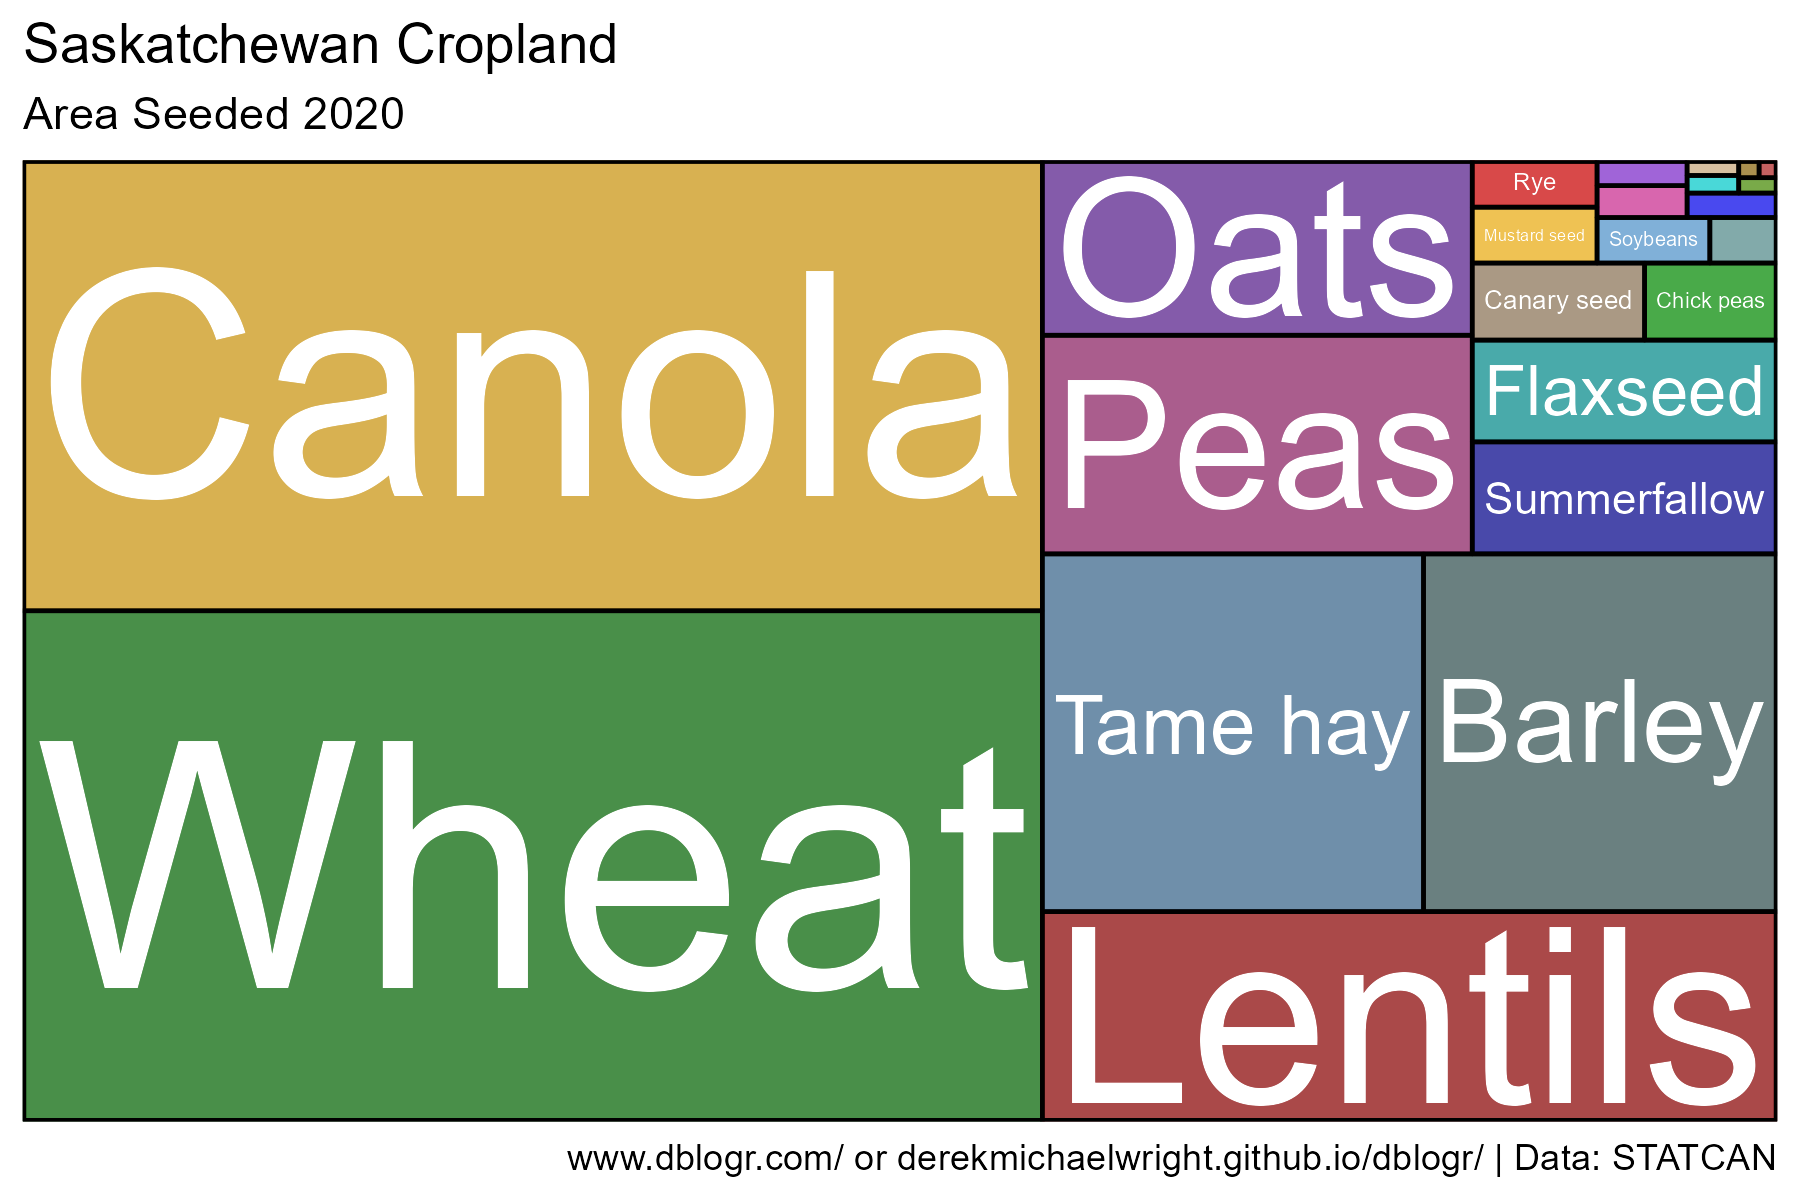 Saskatchewan Cropland
Area Seeded 2020
Canola
Wheat
Oats
Peas
Tame hay
Barley
Lentils
Rye
Mustard seed
Soybeans
Canary seed
Chick peas
Flaxseed
Summerfallow
www.dblogr.com/ or derekmichaelwright.github.io/dblogr/ | Data: STATCAN